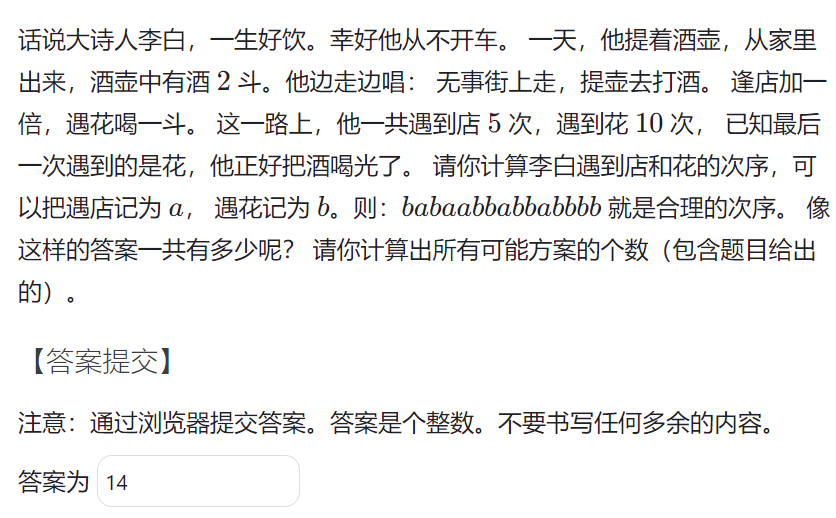 话说大诗人李白，一生好饮。幸好他从不开车。 一天，他提着酒壶，从家里
出来，酒壶中有酒 2 斗。他边走边唱： 无事街上走，提壶去打酒。 逢店加一
倍，遇花喝一斗。 这一路上，他一共遇到店 5 次，遇到花 10 次， 已知最后
一次遇到的是花，他正好把酒喝光了。 请你计算李白遇到店和花的次序，可
以把遇店记为 a， 遇花记为 b。则：babaabbabbabbbb 就是合理的次序。 像
这样的答案一共有多少呢？ 请你计算出所有可能方案的个数（包含题目给出
的）。
【答案提交】
注意：通过浏览器提交答案。答案是个整数。不要书写任何多余的内容。
答案为 14